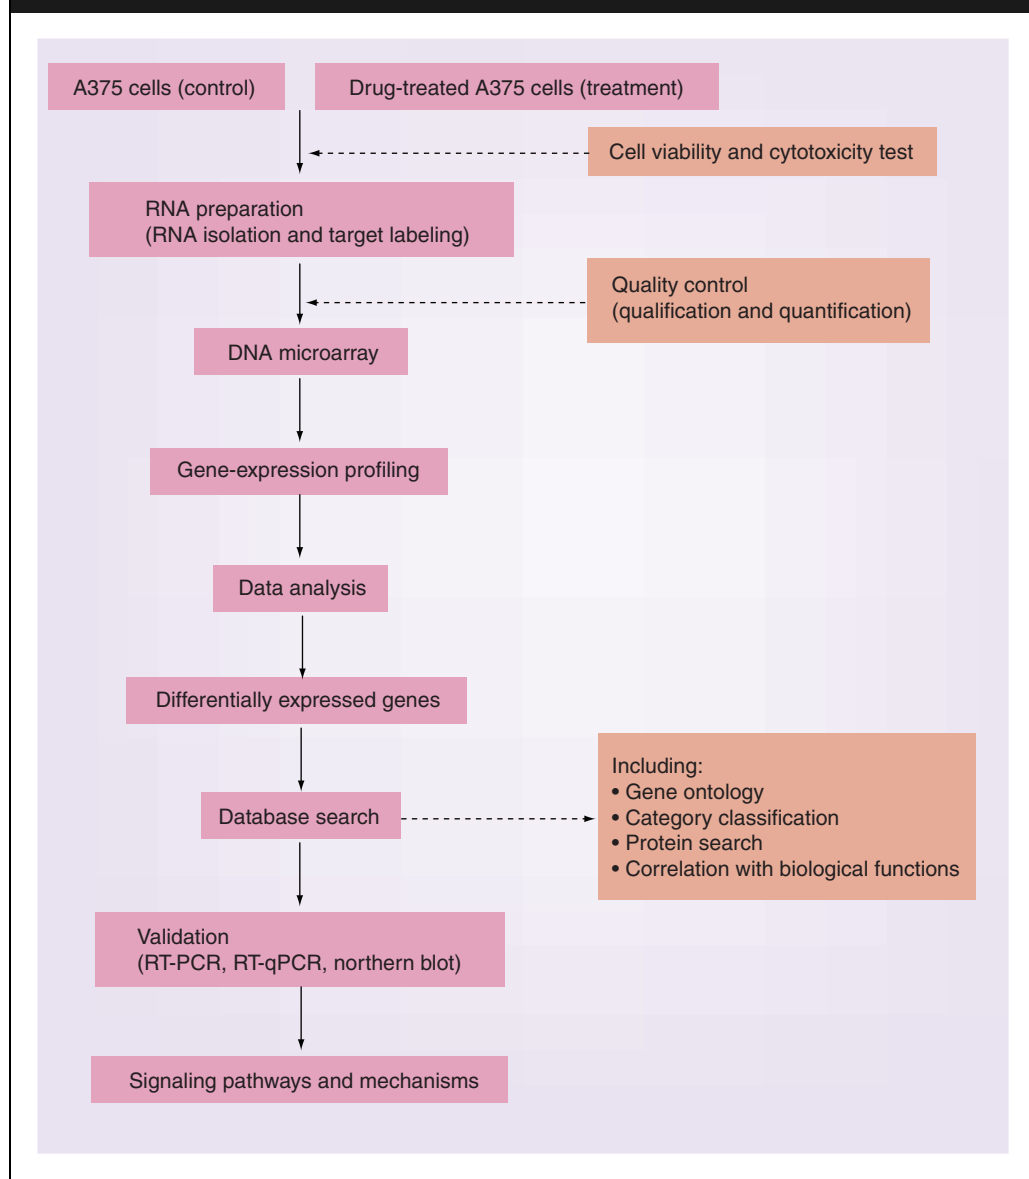 A375 cells (control)
Drug-treated A375 cells (treatment)
Cell viability and cytotoxicity test
RNA preparation
(RNA isolation and target labeling)
Quality control
(qualification and quantification)
DNA microarray
Gene-expression profiling
Data analysis
Differentially expressed genes
Including:
• Gene ontology
Database search
• Category classification
• Protein search
• Correlation with biological functions
Validation
(RT-PCR, RT-qPCR, northern blot)
Signaling pathways and mechanisms